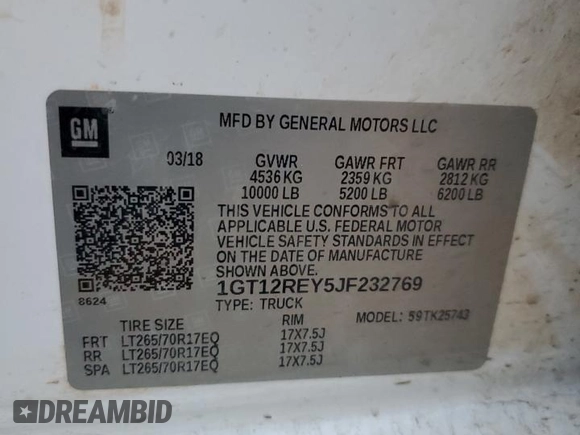 GM
MFD BY GENERAL MOTORS LLC
03/18 GVWR GAWR FRT GAWR RR
4536 KG 2359 KG 2812 KG
10000 LB 5200 LB 6200 LB
THIS VEHICLE CONFORMS TO ALL
APPLICABLE U.S. FEDERAL MOTOR
VEHICLE SAFETY STANDARDS IN EFFECT
ON THE DATE OF MANUFACTURE
SHOWN ABOVE.
8624
1GT12REY5JF232769
TYPE: TRUCK MODEL: 59TK25743
TIRE SIZE RIM
FRT LT265/70R17EQ 17X7.5J
RR LT265/70R17EQ 17X7.5J
SPA LT265/70R17EQ 17X7.5J
DREAMBID